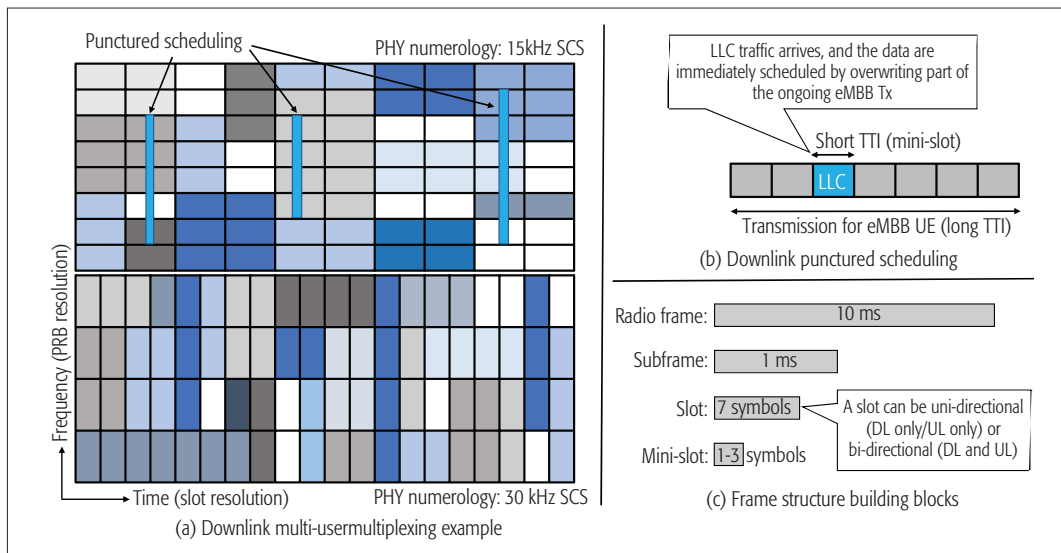 Punctured scheduling
PHY numerology: 15kHz SCS
Frequency (PRB resolution)
Time (slot resolution)
PHY numerology: 30 kHz SCS
(a) Downlink multi-usermultiplexing example
LLC traffic arrives, and the data are
immediately scheduled by overwriting part of
the ongoing eMBB Tx
Short TTI (mini-slot)
LLC
Transmission for eMBB UE (long TTI)
(b) Downlink punctured scheduling
Radio frame: 10 ms
Subframe: 1 ms
Slot: 7 symbols
A slot can be uni-directional
(DL only/UL only) or
bi-directional (DL and UL)
Mini-slot: 1-3 symbols
(c) Frame structure building blocks